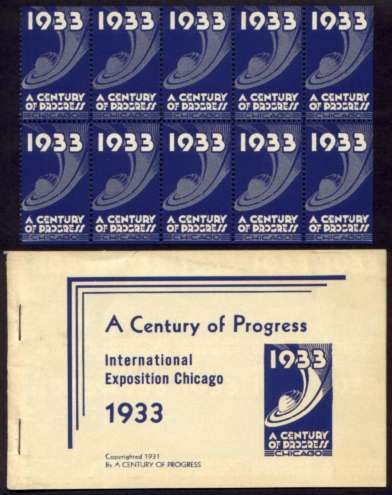 1933 1933 1933 1933 1933
A CENTURY A CENTURY A CENTURY A CENTURY A CENTURY
OF PROGRESS OF PROGRESS OF PROGRESS OF PROGRESS OF PROGRESS
CHICAGO CHICAGO CHICAGO CHICAGO CHICAGO
1933 1933 1933 1933 1933
A CENTURY A CENTURY A CENTURY A CENTURY A CENTURY
OF PROGRESS OF PROGRESS OF PROGRESS OF PROGRESS OF PROGRESS
CHICAGO CHICAGO CHICAGO CHICAGO CHICAGO
A Century of Progress
International
Exposition Chicago
1933
Copyrighted 1931
By A CENTURY OF PROGRESS
1933
A CENTURY
OF PROGRESS
CHICAGO